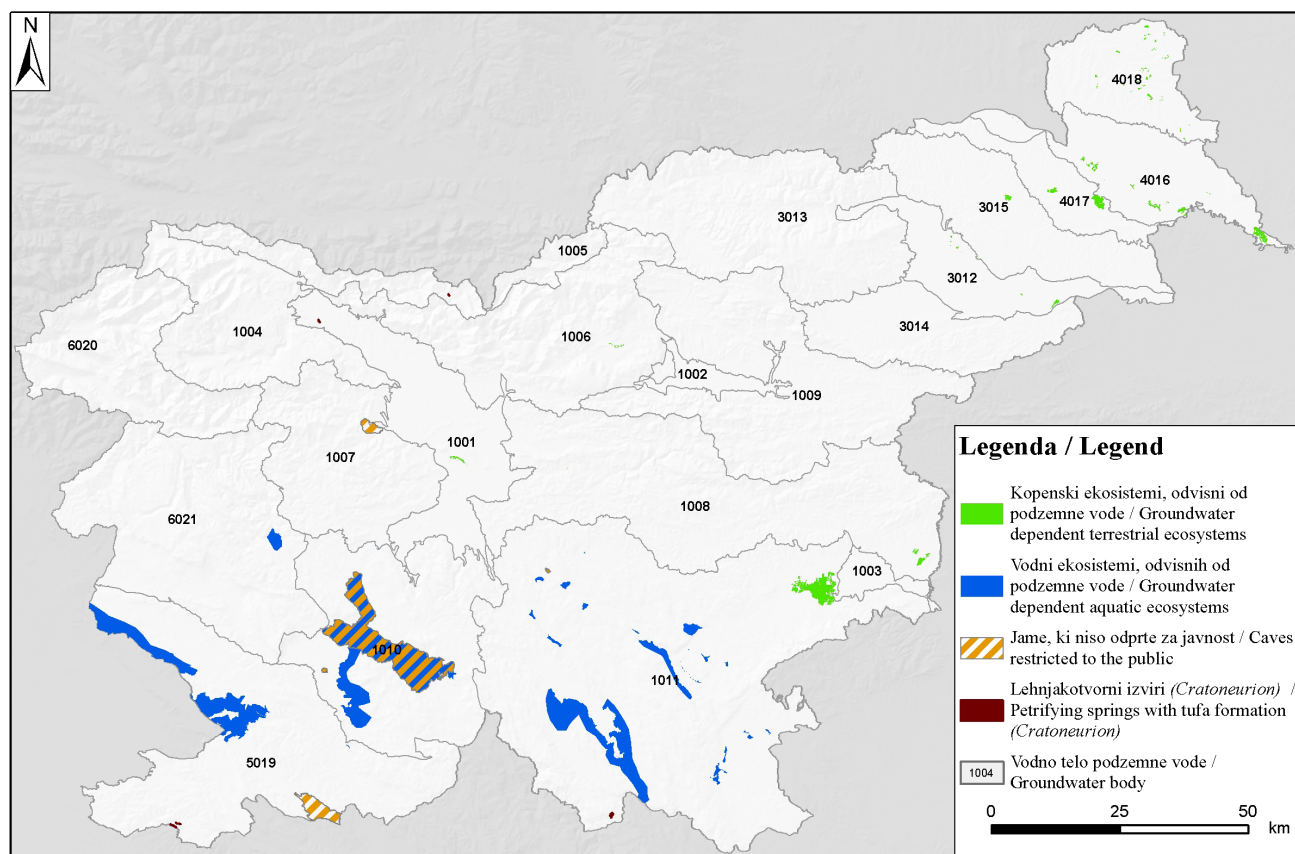 N
4018
4016
4017
3015
3013
1005
3012
1004
6020
1006
3014
1002
1009
1001
1007
1008
6021
1003
1010
1011
5019
Legenda / Legend
Kopenski ekosistemi, odvisni od
podzemne vode / Groundwater
dependent terrestrial ecosystems
Vodni ekosistemi, odvisnih od
podzemne vode / Groundwater
dependent aquatic ecosystems
Jame, ki niso odprte za javnost / Caves
restricted to the public
Lehnjakotvorni izviri (Cratoneurion) /
Petrifying springs with tufa formation
(Cratoneurion)
1004
Vodno telo podzemne vode /
Groundwater body
0 25 50
km